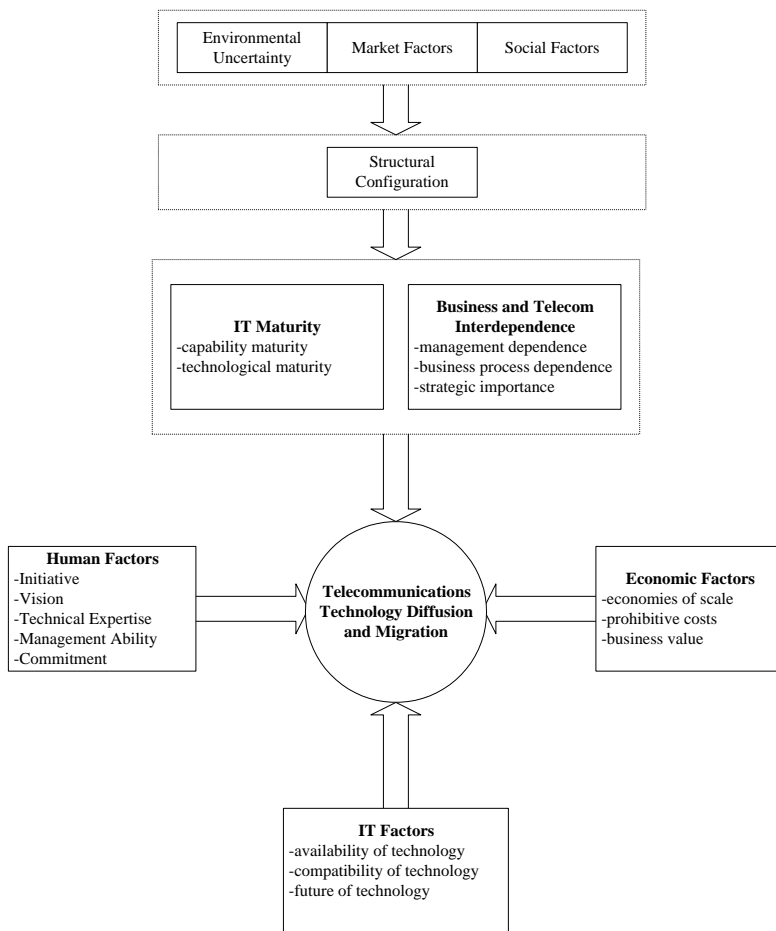 Environmental
Uncertainty
Market Factors
Social Factors
Structural
Configuration
IT Maturity
-capability maturity
-technological maturity
Business and Telecom
Interdependence
-management dependence
-business process dependence
-strategic importance
Human Factors
-Initiative
-Vision
-Technical Expertise
-Management Ability
-Commitment
Telecommunications
Technology Diffusion
and Migration
Economic Factors
-economies of scale
-prohibitive costs
-business value
IT Factors
-availability of technology
-compatibility of technology
-future of technology